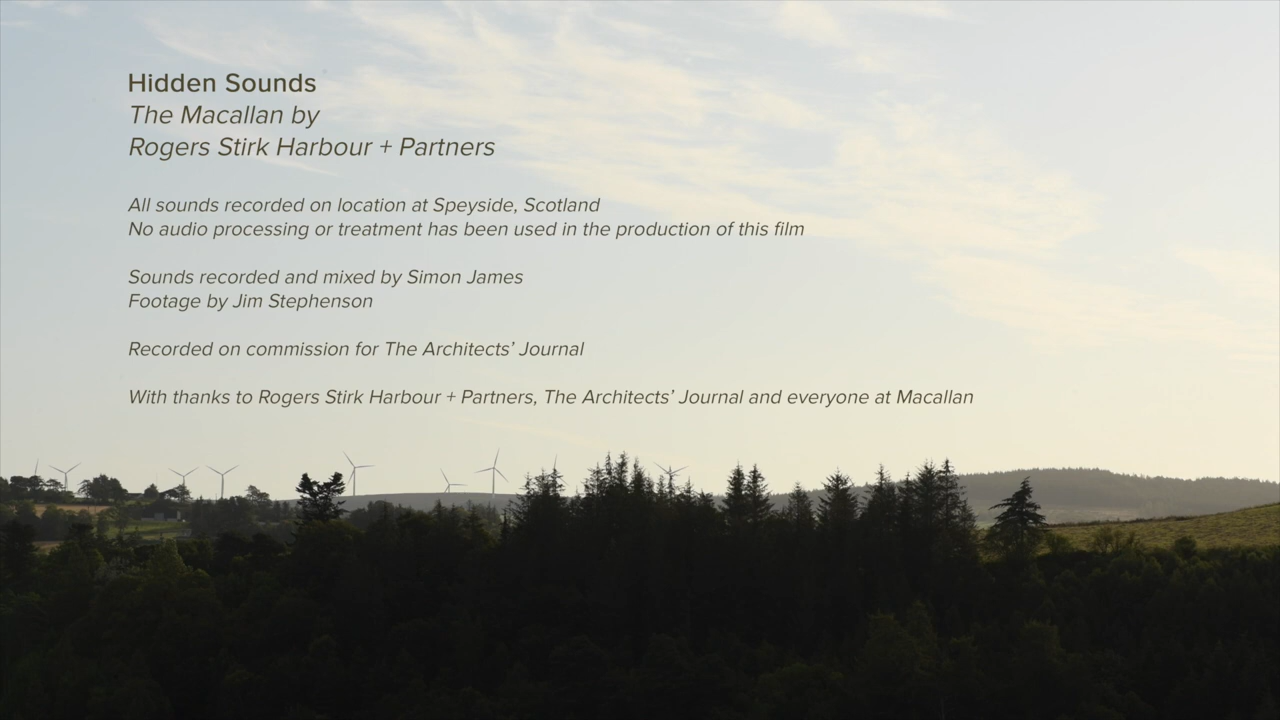 Hidden Sounds
The Macallan by
Rogers Stirk Harbour + Partners
All sounds recorded on location at Speyside, Scotland
No audio processing or treatment has been used in the production of this film
Sounds recorded and mixed by Simon James
Footage by Jim Stephenson
Recorded on commission for The Architects’ Journal
With thanks to Rogers Stirk Harbour + Partners, The Architects’ Journal and everyone at Macallan